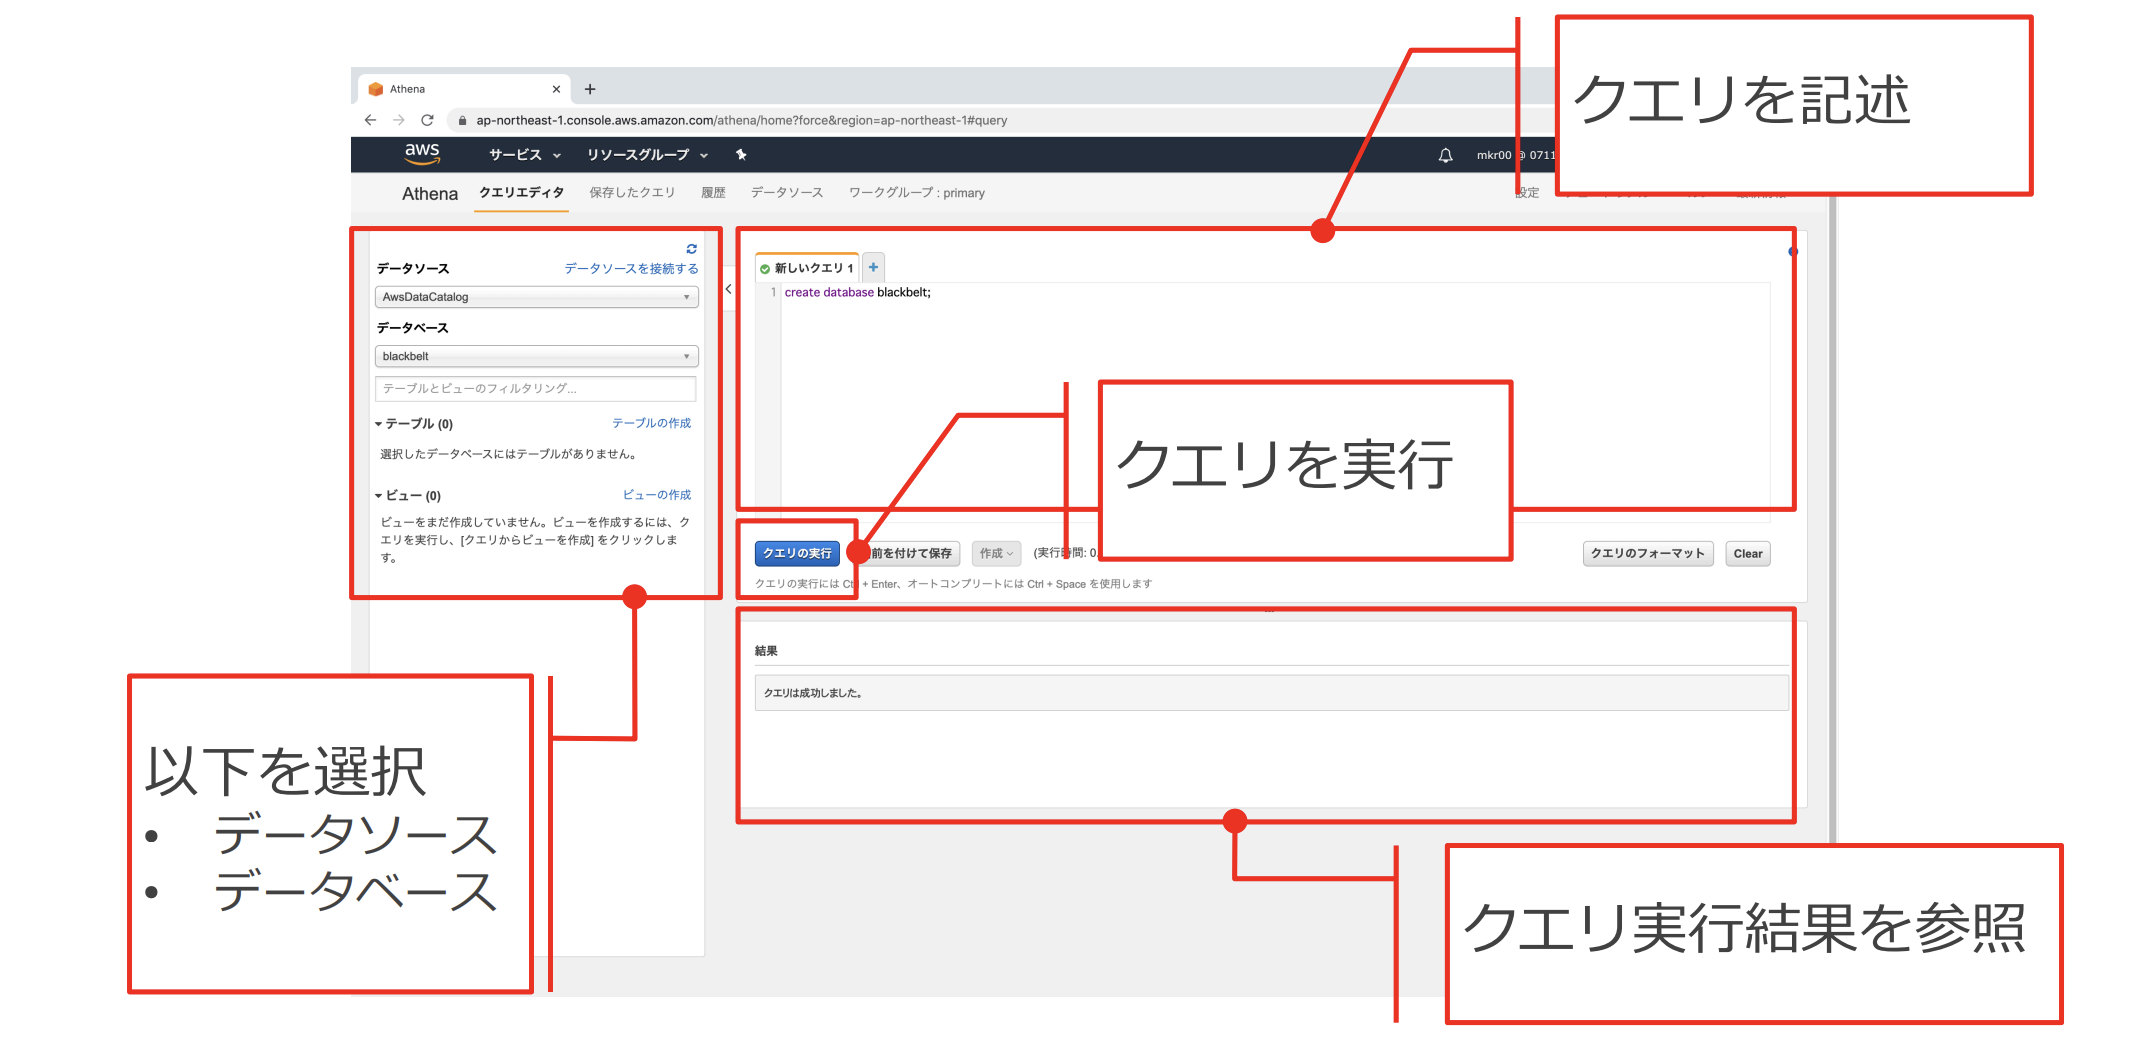 クエリを記述
Athena
ap-northeast-1.console.aws.amazon.com/athena/home?force&region=ap-northeast-1#query
aws サービス リソースグループ mkr00 @ 0711
Athena クエリエディタ 保存したクエリ 履歴 データソース ワークグループ : primary 設定
データソース データソースを接続する
AwsDataCatalog
データベース
blackbelt
テーブルとビューのフィルタリング...
テーブル (0) テーブルの作成
選択したデータベースにはテーブルがありません。
ビュー (0) ビューの作成
ビューをまだ作成していません。ビューを作成するには、ク
エリを実行し、[クエリからビューを作成] をクリックしま
す。
新しいクエリ 1
1 create database blackbelt;
クエリを実行
クエリの実行 前を付けて保存 作成 (実行時間: 0. クエリのフォーマット Clear
クエリの実行には Ctrl + Enter、オートコンプリートには Ctrl + Space を使用します
結果
クエリは成功しました。
以下を選択
• データソース
• データベース
クエリ実行結果を参照